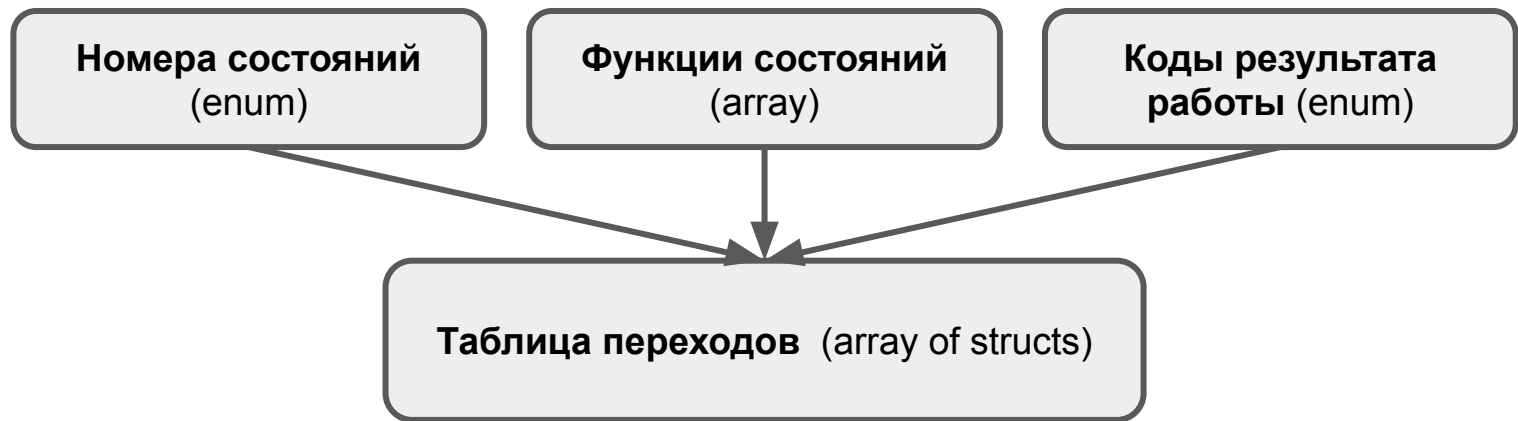 Номера состояний
(enum)
Функции состояний
(array)
Коды результата
работы (enum)
Таблица переходов (array of structs)